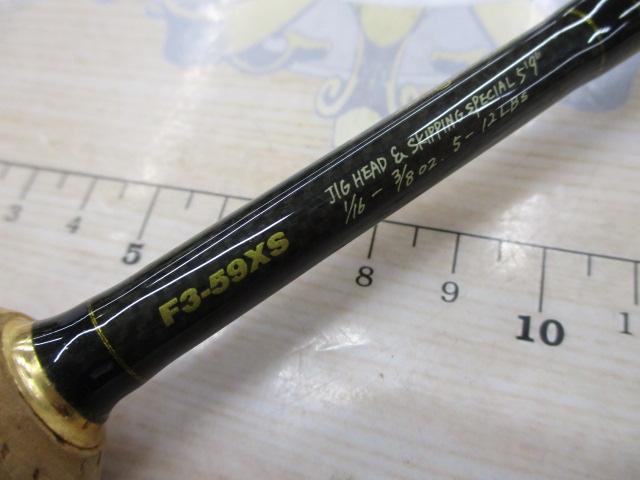 JIG HEAD & SKIPPING SPECIAL 5'9"
1/16 - 3/8 OZ. 5 - 12 LBS
F3-59XS
3 4 5 8 9 10 1